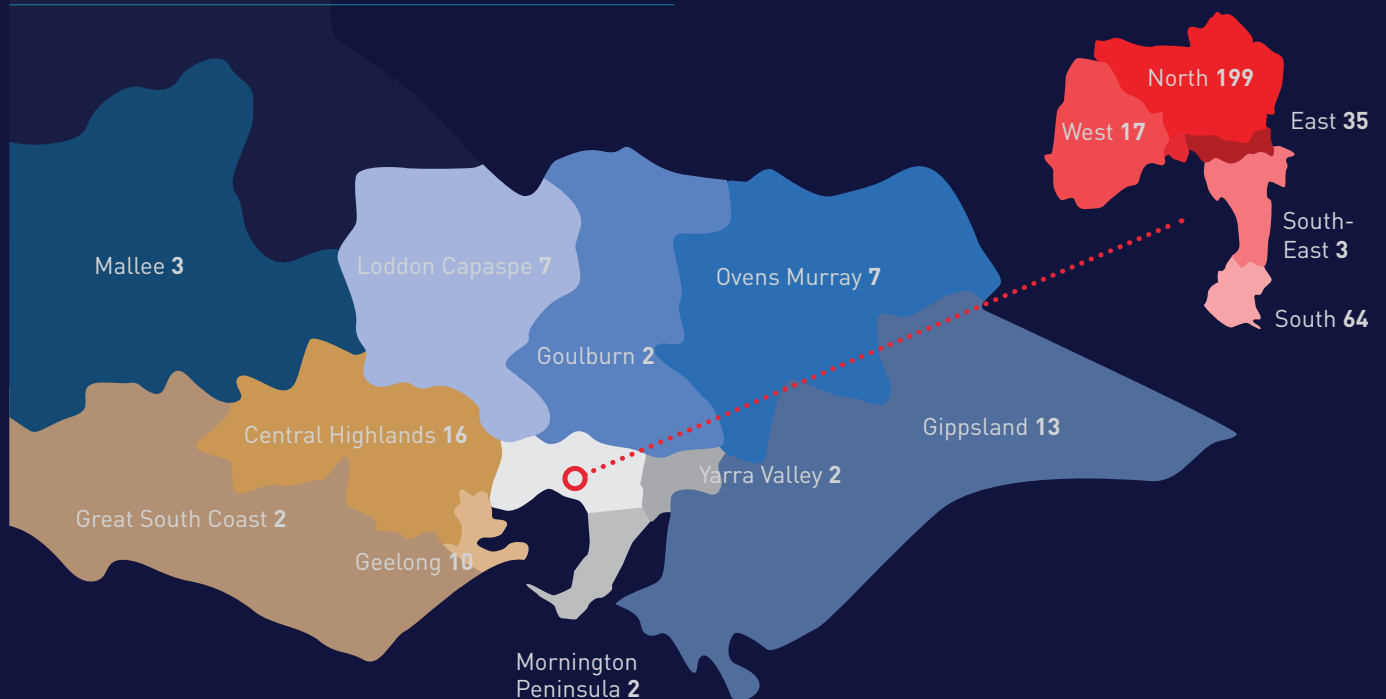 North 199
East 35
West 17
South-
East 3
Mallee 3
Loddon Capaspe 7
Ovens Murray 7
South 64
Goulburn 2
Gippsland 13
Central Highlands 16
Yarra Valley 2
Great South Coast 2
Geelong 10
Mornington
Peninsula 2